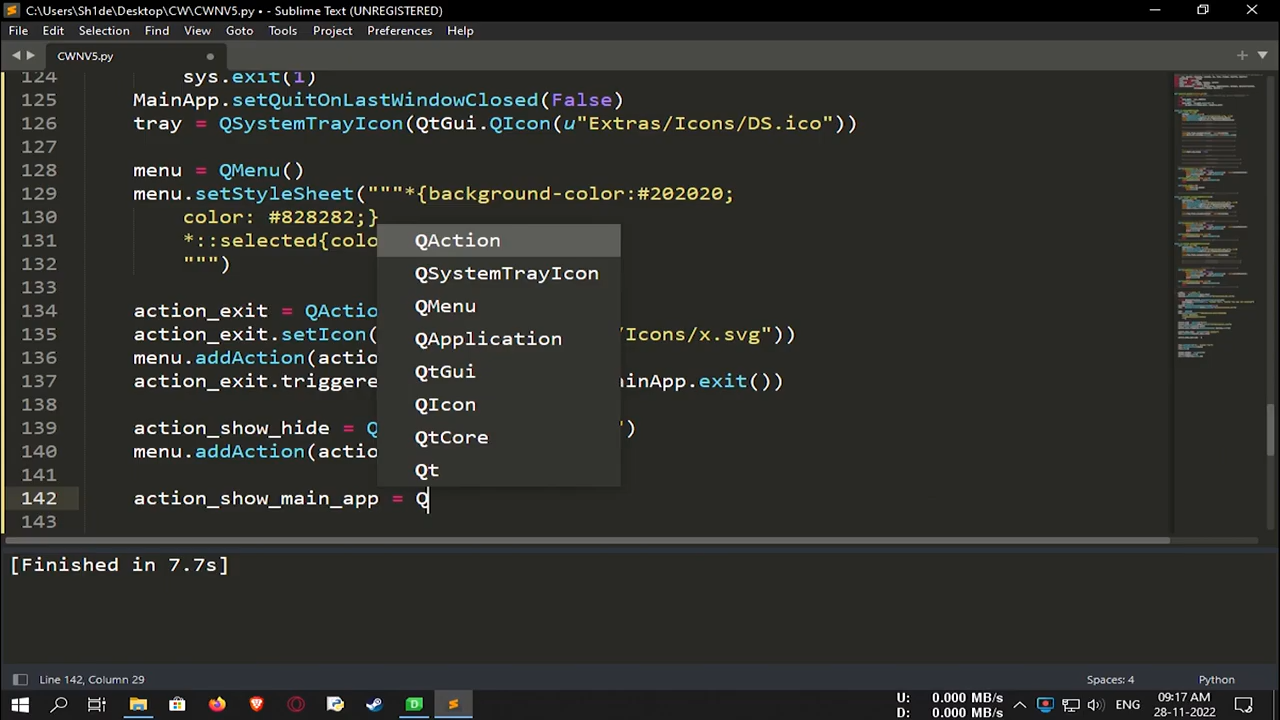 C:\Users\Sh1de\Desktop\CW\CWNV5.py • - Sublime Text (UNREGISTERED)
File Edit Selection Find View Goto Tools Project Preferences Help
CWNV5.py
124 sys.exit(1)
125 MainApp.setQuitOnLastWindowClosed(False)
126 tray = QSystemTrayIcon(QtGui.QIcon(u"Extras/Icons/DS.ico"))
127
128 menu = QMenu()
129 menu.setStyleSheet("""*{background-color:#202020;
130 color: #828282;}
131 *::selected{colo
132 """)
133
134 action_exit = QActio
135 action_exit.setIcon( /Icons/x.svg"))
136 menu.addAction(actio
137 action_exit.triggere ainApp.exit())
138
139 action_show_hide = Q ')
140 menu.addAction(actio
141
142 action_show_main_app = Q
143
QAction
QSystemTrayIcon
QMenu
QApplication
QtGui
QIcon
QtCore
Qt
[Finished in 7.7s]
Line 142, Column 29 Spaces: 4 Python
U: 0.000 MB/s
D: 0.000 MB/s
ENG
09:17 AM
28-11-2022